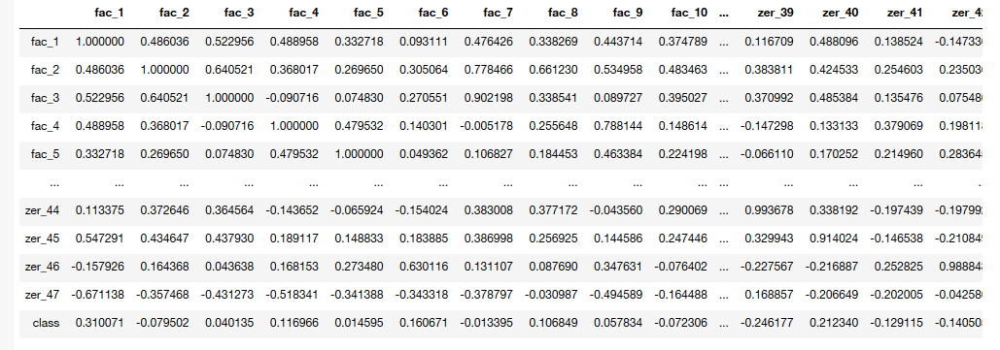 fac_1 fac_2 fac_3 fac_4 fac_5 fac_6 fac_7 fac_8 fac_9 fac_10 ... zer_39 zer_40 zer_41 zer_4
fac_1 1.000000 0.486036 0.522956 0.488958 0.332718 0.093111 0.476426 0.338269 0.443714 0.374789 ... 0.116709 0.488096 0.138524 -0.14733
fac_2 0.486036 1.000000 0.640521 0.368017 0.269650 0.305064 0.778466 0.661230 0.534958 0.483463 ... 0.383811 0.424533 0.254603 0.23503
fac_3 0.522956 0.640521 1.000000 -0.090716 0.074830 0.270551 0.902198 0.338541 0.089727 0.395027 ... 0.370992 0.485384 0.135476 0.07548
fac_4 0.488958 0.368017 -0.090716 1.000000 0.479532 0.140301 -0.005178 0.255648 0.788144 0.148614 ... -0.147298 0.133133 0.379069 0.19811
fac_5 0.332718 0.269650 0.074830 0.479532 1.000000 0.049362 0.106827 0.184453 0.463384 0.224198 ... -0.066110 0.170252 0.214960 0.28364
... ... ... ... ... ... ... ... ... ... ... ... ... ... ... ...
zer_44 0.113375 0.372646 0.364564 -0.143652 -0.065924 -0.154024 0.383008 0.377172 -0.043560 0.290069 ... 0.993678 0.338192 -0.197439 -0.19799
zer_45 0.547291 0.434647 0.437930 0.189117 0.148833 0.183885 0.386998 0.256925 0.144586 0.247446 ... 0.329943 0.914024 -0.146538 -0.21084
zer_46 -0.157926 0.164368 0.043638 0.168153 0.273480 0.630116 0.131107 0.087690 0.347631 -0.076402 ... -0.227567 -0.216887 0.252825 0.98884
zer_47 -0.671138 -0.357468 -0.431273 -0.518341 -0.341388 -0.343318 -0.378797 -0.030987 -0.494589 -0.164488 ... 0.168857 -0.206649 -0.202005 -0.04258
class 0.310071 -0.079502 0.040135 0.116966 0.014595 0.160671 -0.013395 0.106849 0.057834 -0.072306 ... -0.246177 0.212340 -0.129115 -0.14050